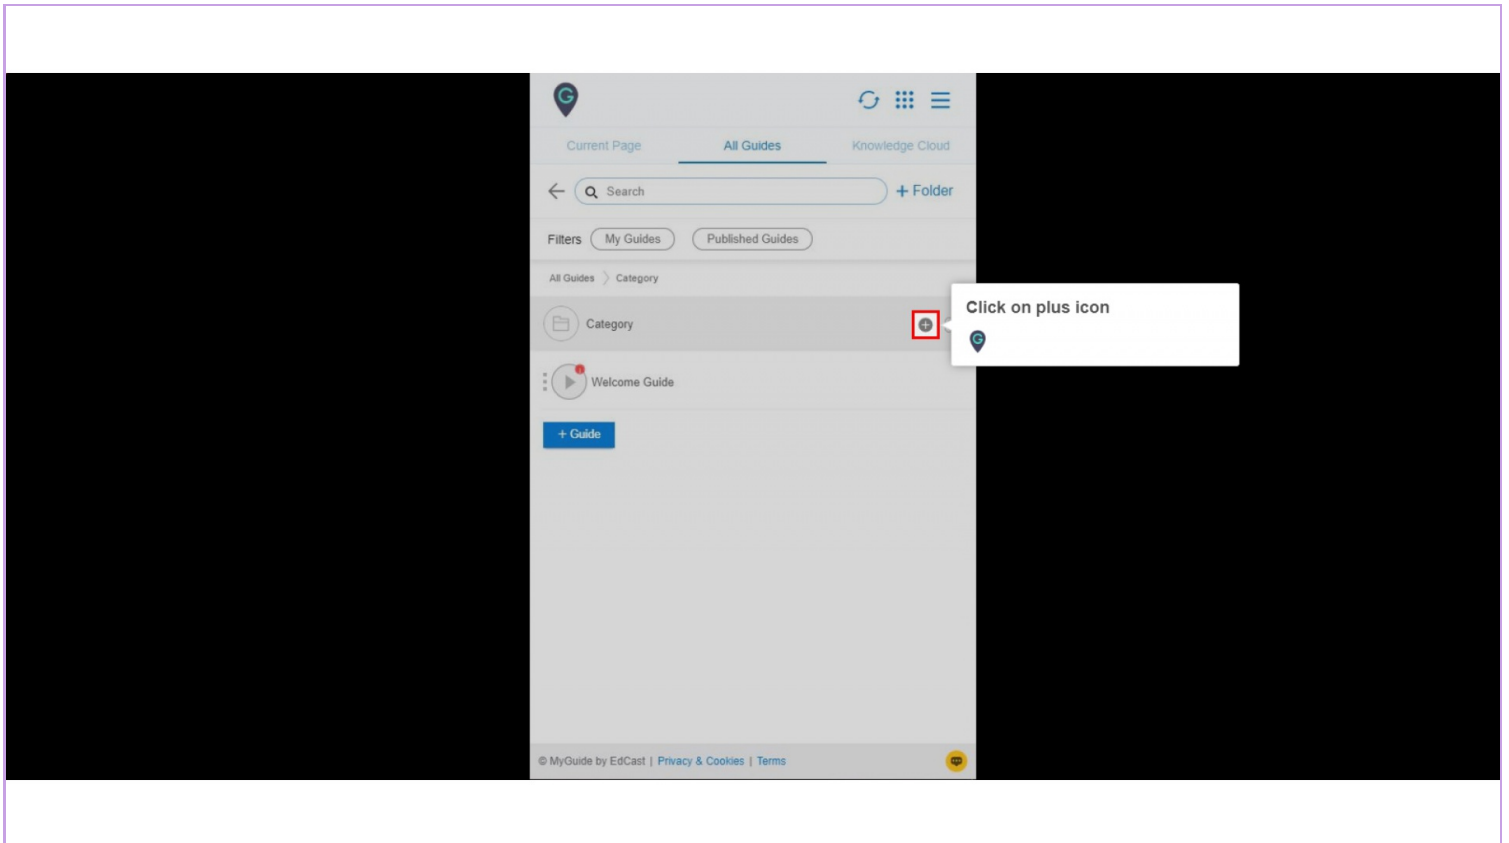 G
Current Page All Guides Knowledge Cloud
Search + Folder
Filters My Guides Published Guides
All Guides Category
Category
Click on plus icon
G
Welcome Guide
+ Guide
© MyGuide by EdCast | Privacy & Cookies | Terms